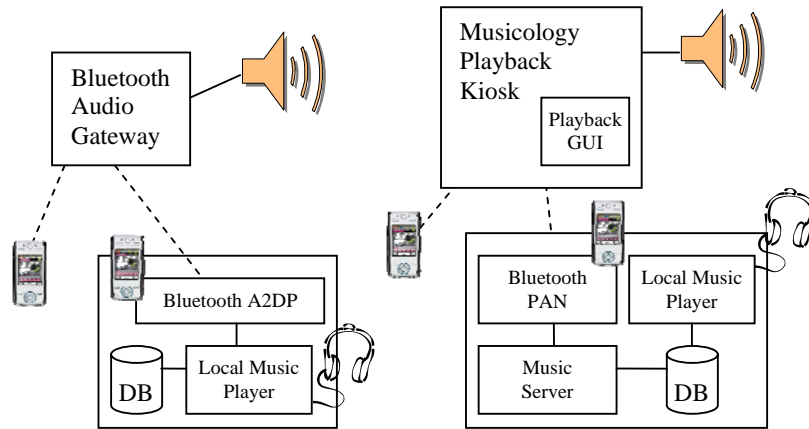 Bluetooth
Audio
Gateway
Bluetooth A2DP
DB
Local Music
Player
Musicology
Playback
Kiosk
Playback
GUI
Bluetooth
PAN
Local Music
Player
Music
Server
DB